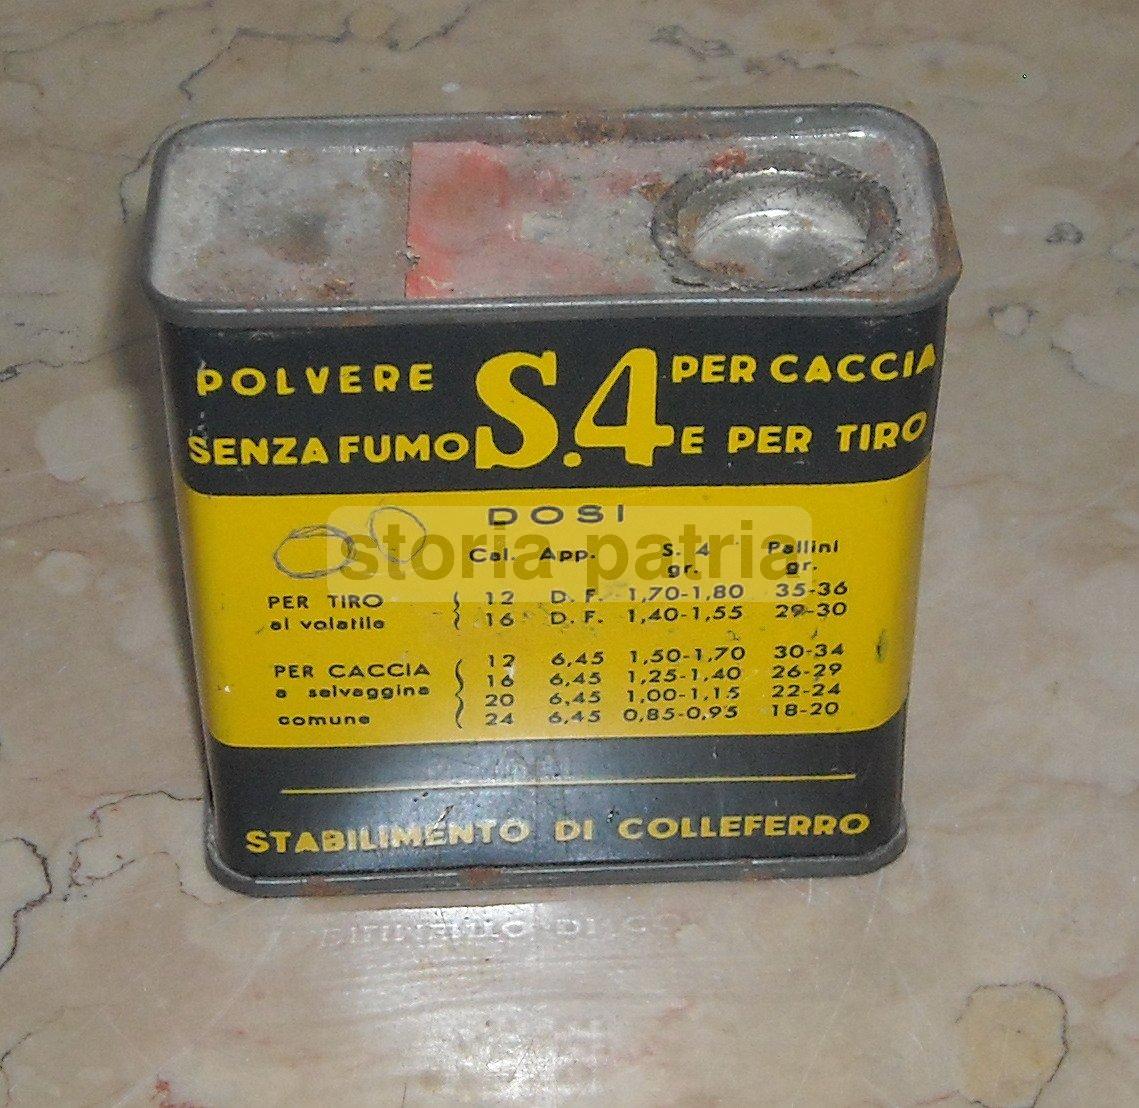 POLVERE S.4 PER CACCIA
SENZA FUMO E PER TIRO
DOSI
storia patria
Cal. App. S. 4 Pallini
gr. gr.
PER TIRO 12 D. F. 1,70-1,80 35-36
al volatile 16 D. F. 1,40-1,55 29-30
PER CACCIA 12 6,45 1,50-1,70 30-34
a selvaggina 16 6,45 1,25-1,40 26-29
20 6,45 1,00-1,15 22-24
comune 24 6,45 0,85-0,95 18-20
STABILIMENTO DI COLLEFERRO